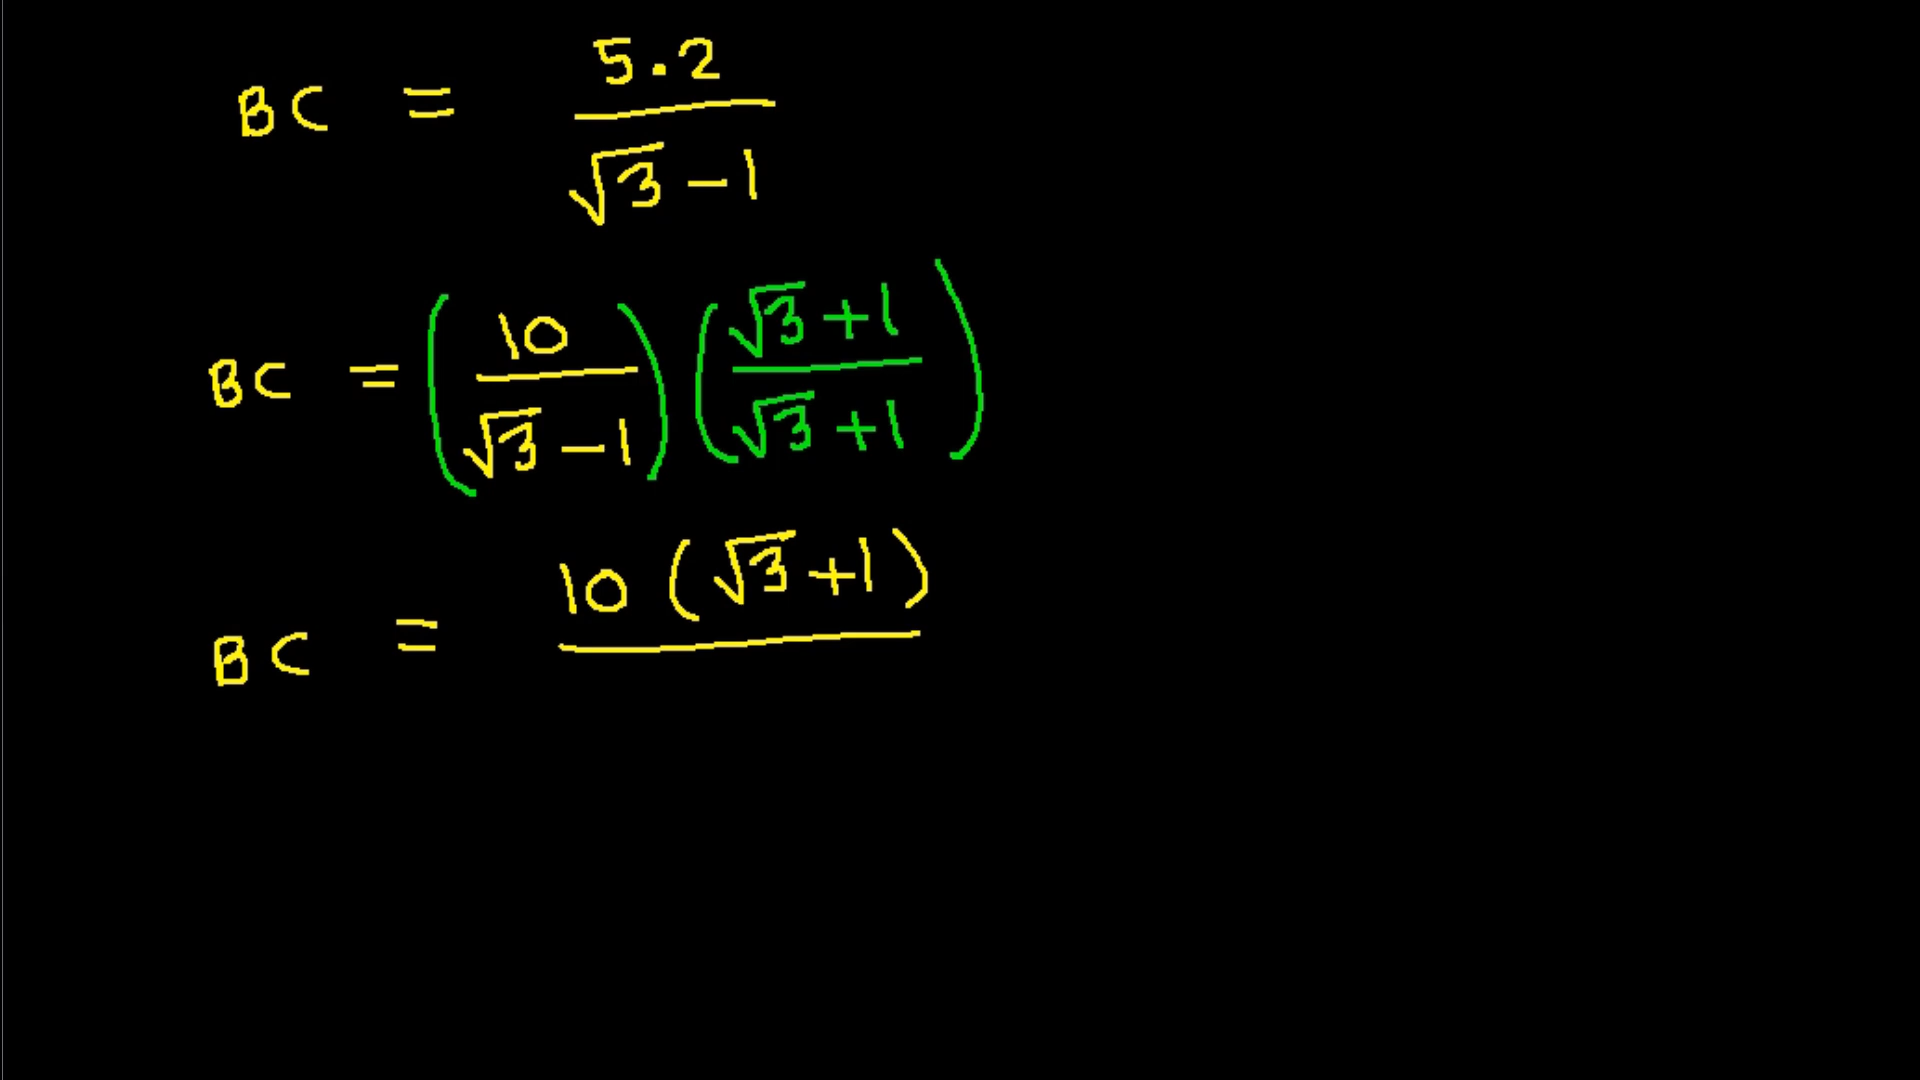 BC = 5·2 / √3 - 1
BC = (10 / √3 - 1) (√3 + 1 / √3 + 1)
BC = 10 (√3 + 1) /